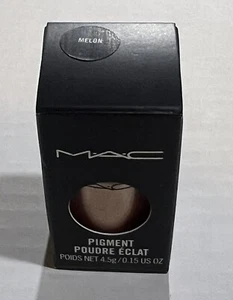 MELON
MAC
PIGMENT
POUDRE ÉCLAT
POIDS NET 4.5g / 0.15 US OZ